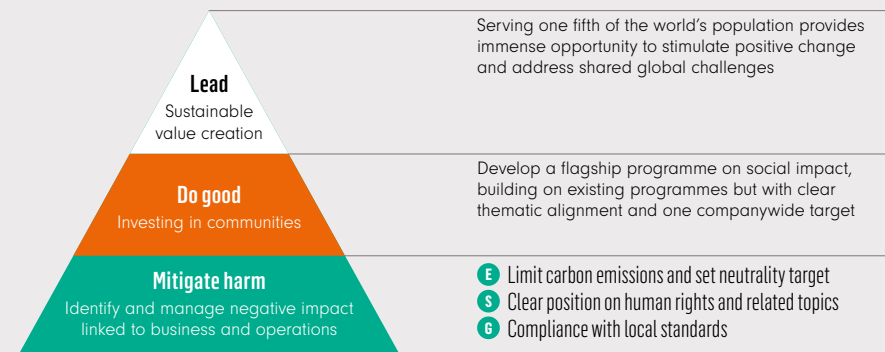 Lead
Sustainable
value creation
Serving one fifth of the world’s population provides
immense opportunity to stimulate positive change
and address shared global challenges
Do good
Investing in communities
Develop a flagship programme on social impact,
building on existing programmes but with clear
thematic alignment and one companywide target
Mitigate harm
Identify and manage negative impact
linked to business and operations
E Limit carbon emissions and set neutrality target
S Clear position on human rights and related topics
G Compliance with local standards